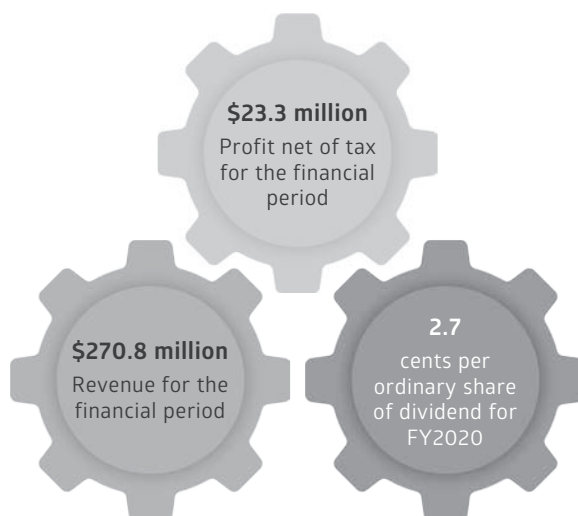 $23.3 million
Profit net of tax
for the financial
period
$270.8 million
Revenue for the
financial period
2.7
cents per
ordinary share
of dividend for
FY2020